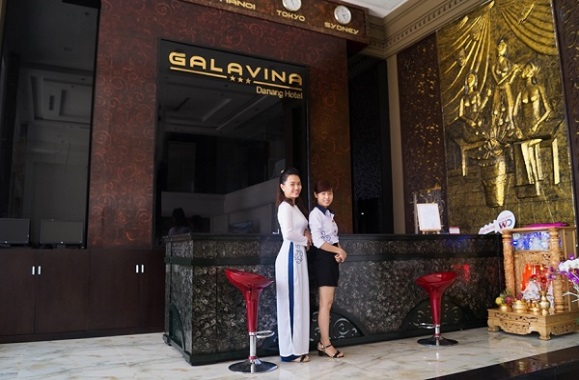 HANOI
TOKYO
SYDNEY
GALAVINA
★★★
Danang Hotel